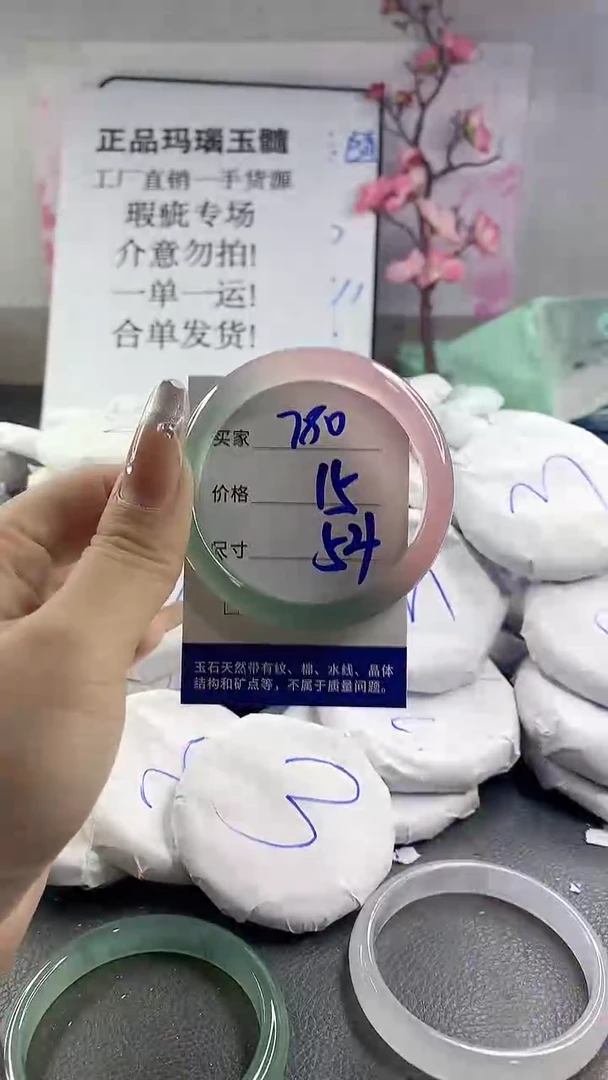 正品玛瑙玉髓
工厂直销一手货源
瑕疵专场
介意勿拍!
一单一运!
合单发货!
买家 780
价格 15
尺寸 54
玉石天然带有纹、棉、水线、晶体
结构和矿点等，不属于质量问题。